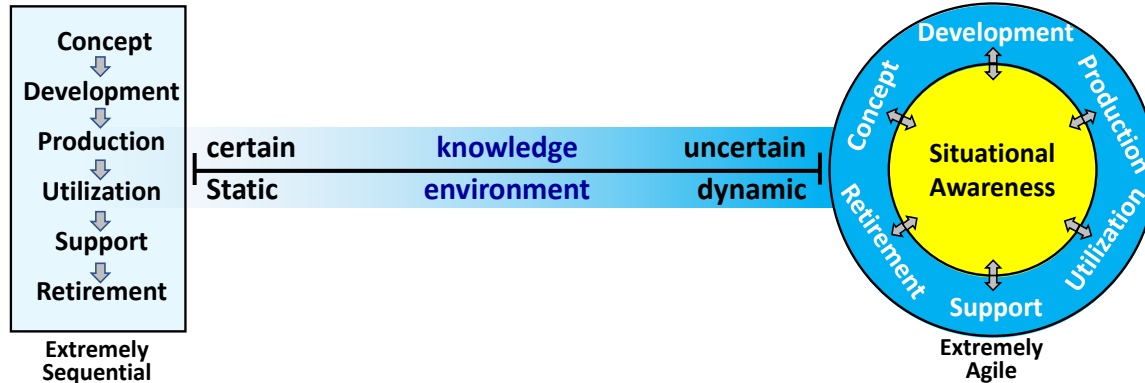 Concept
Development
Production
Utilization
Support
Retirement
Extremely
Sequential
certain knowledge uncertain
Static environment dynamic
Development
Production
Utilization
Support
Retirement
Concept
Situational
Awareness
Extremely
Agile